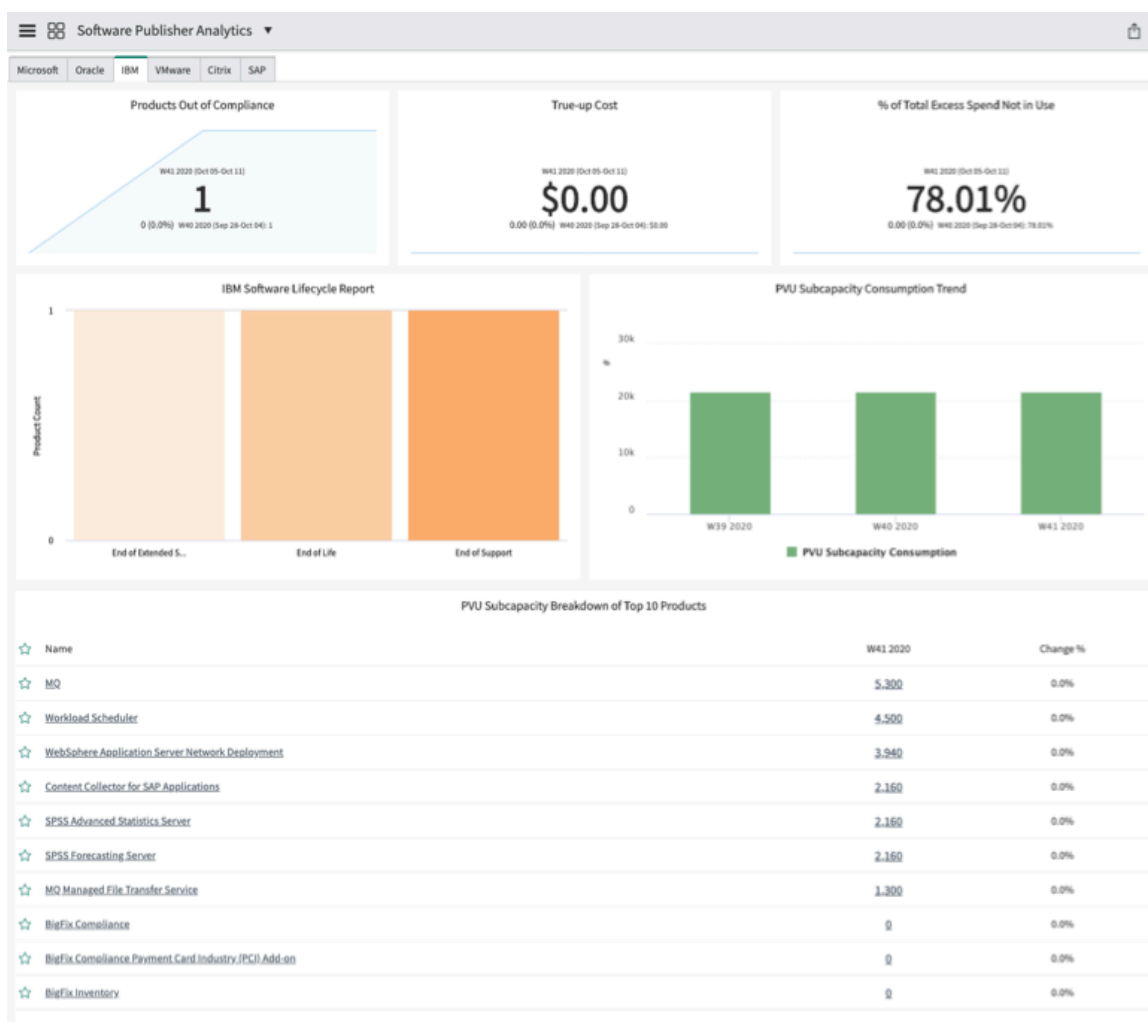 Software Publisher Analytics ▼
Microsoft Oracle IBM VMware Citrix SAP
Products Out of Compliance
W41 2020 (Oct 05-Oct 11)
1
0 (0.0%) W40 2020 (Sep 28-Oct 04): 1
True-up Cost
W41 2020 (Oct 05-Oct 11)
$0.00
0.00 (0.0%) W40 2020 (Sep 28-Oct 04): $0.00
% of Total Excess Spend Not in Use
W41 2020 (Oct 05-Oct 11)
78.01%
0.00 (0.0%) W40 2020 (Sep 28-Oct 04): 78.01%
IBM Software Lifecycle Report
Product Count
1
0
End of Extended S...
End of Life
End of Support
PVU Subcapacity Consumption Trend
%
30k
20k
10k
0
W39 2020
W40 2020
W41 2020
PVU Subcapacity Consumption
PVU Subcapacity Breakdown of Top 10 Products
Name W41 2020 Change %
MQ 5,300 0.0%
Workload Scheduler 4,500 0.0%
WebSphere Application Server Network Deployment 3,940 0.0%
Content Collector for SAP Applications 2,160 0.0%
SPSS Advanced Statistics Server 2,160 0.0%
SPSS Forecasting Server 2,160 0.0%
MQ Managed File Transfer Service 1,300 0.0%
BigFix Compliance 0 0.0%
BigFix Compliance Payment Card Industry (PCI) Add-on 0 0.0%
BigFix Inventory 0 0.0%